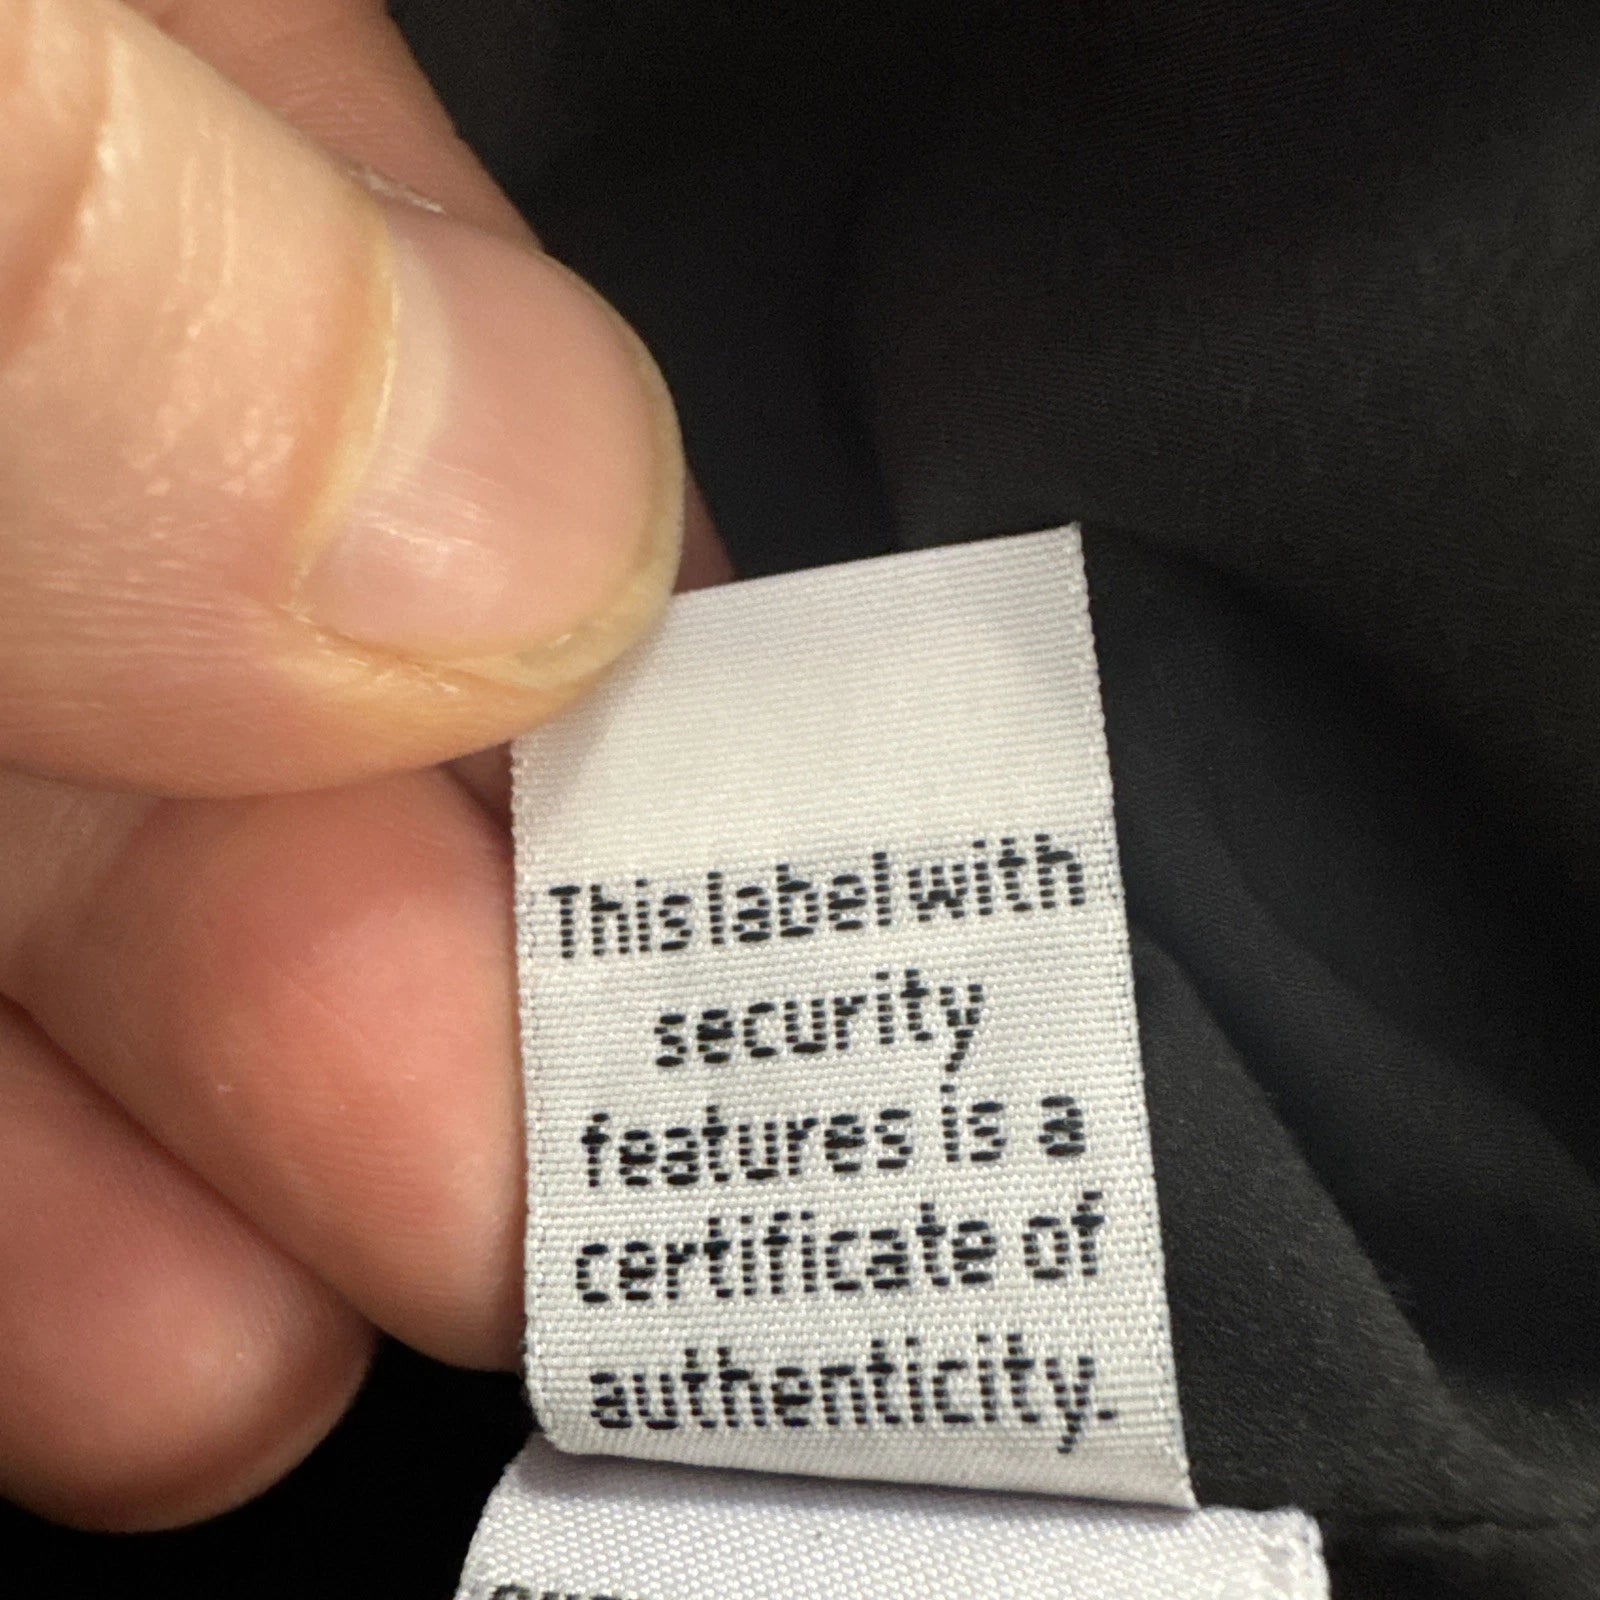 This label with
security
features is a
certificate of
authenticity.